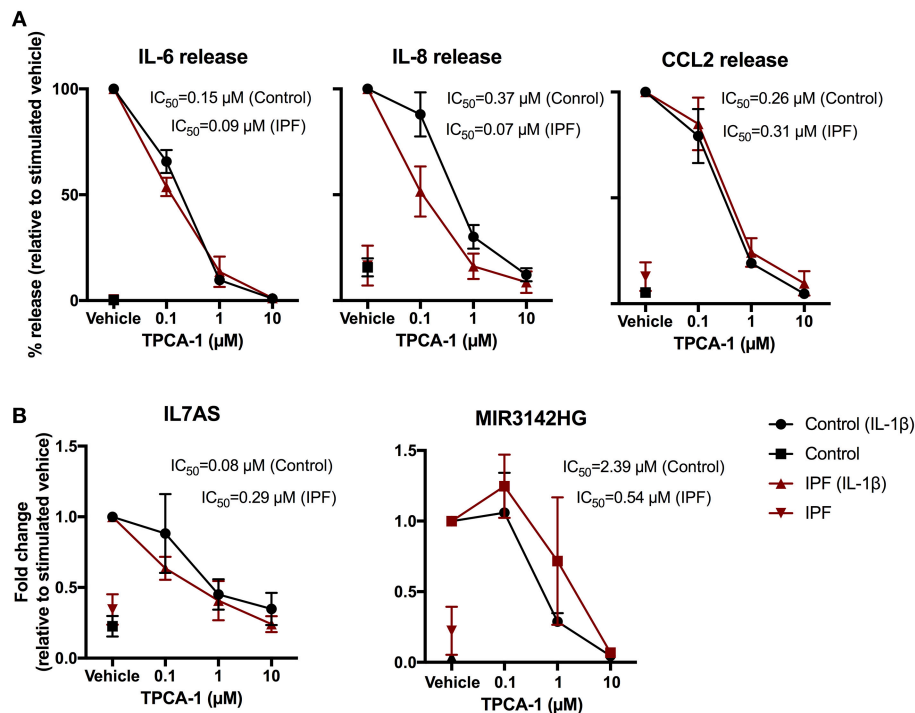 A
IL-6 release
IL-8 release
CCL2 release
% release (relative to stimulated vehicle)
100
50
0
IC50=0.15 µM (Control)
IC50=0.09 µM (IPF)
IC50=0.37 µM (Conrol)
IC50=0.07 µM (IPF)
IC50=0.26 µM (Control)
IC50=0.31 µM (IPF)
Vehicle 0.1 1 10
TPCA-1 (µM)
Vehicle 0.1 1 10
TPCA-1 (µM)
Vehicle 0.1 1 10
TPCA-1 (µM)
B
IL7AS
MIR3142HG
Fold change
(relative to stimulated vehice)
1.5
1.0
0.5
0.0
IC50=0.08 µM (Control)
IC50=0.29 µM (IPF)
Vehicle 0.1 1 10
TPCA-1 (µM)
1.5
1.0
0.5
0.0
IC50=2.39 µM (Control)
IC50=0.54 µM (IPF)
Vehicle 0.1 1 10
TPCA-1 (µM)
Control (IL-1β)
Control
IPF (IL-1β)
IPF